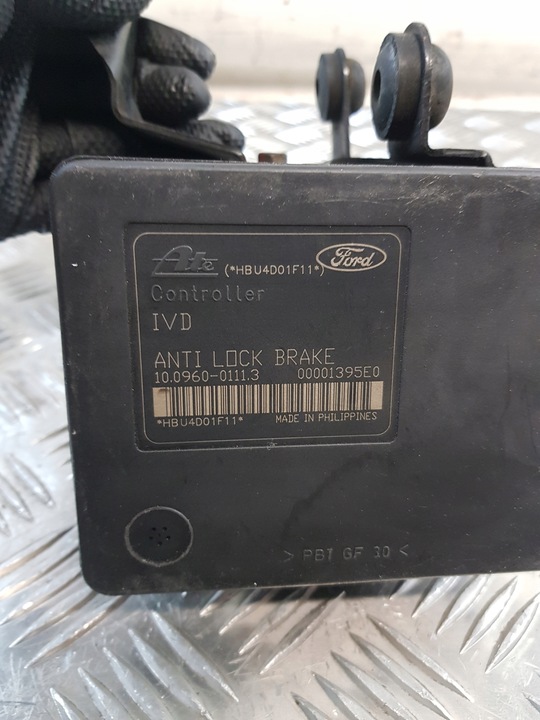 Ate (*HBU4D01F11*) Ford
Controller
IVD
ANTI LOCK BRAKE
10.0960-0111.3 00001395E0
*HBU4D01F11* MADE IN PHILIPPINES
> PBT GF 30 <